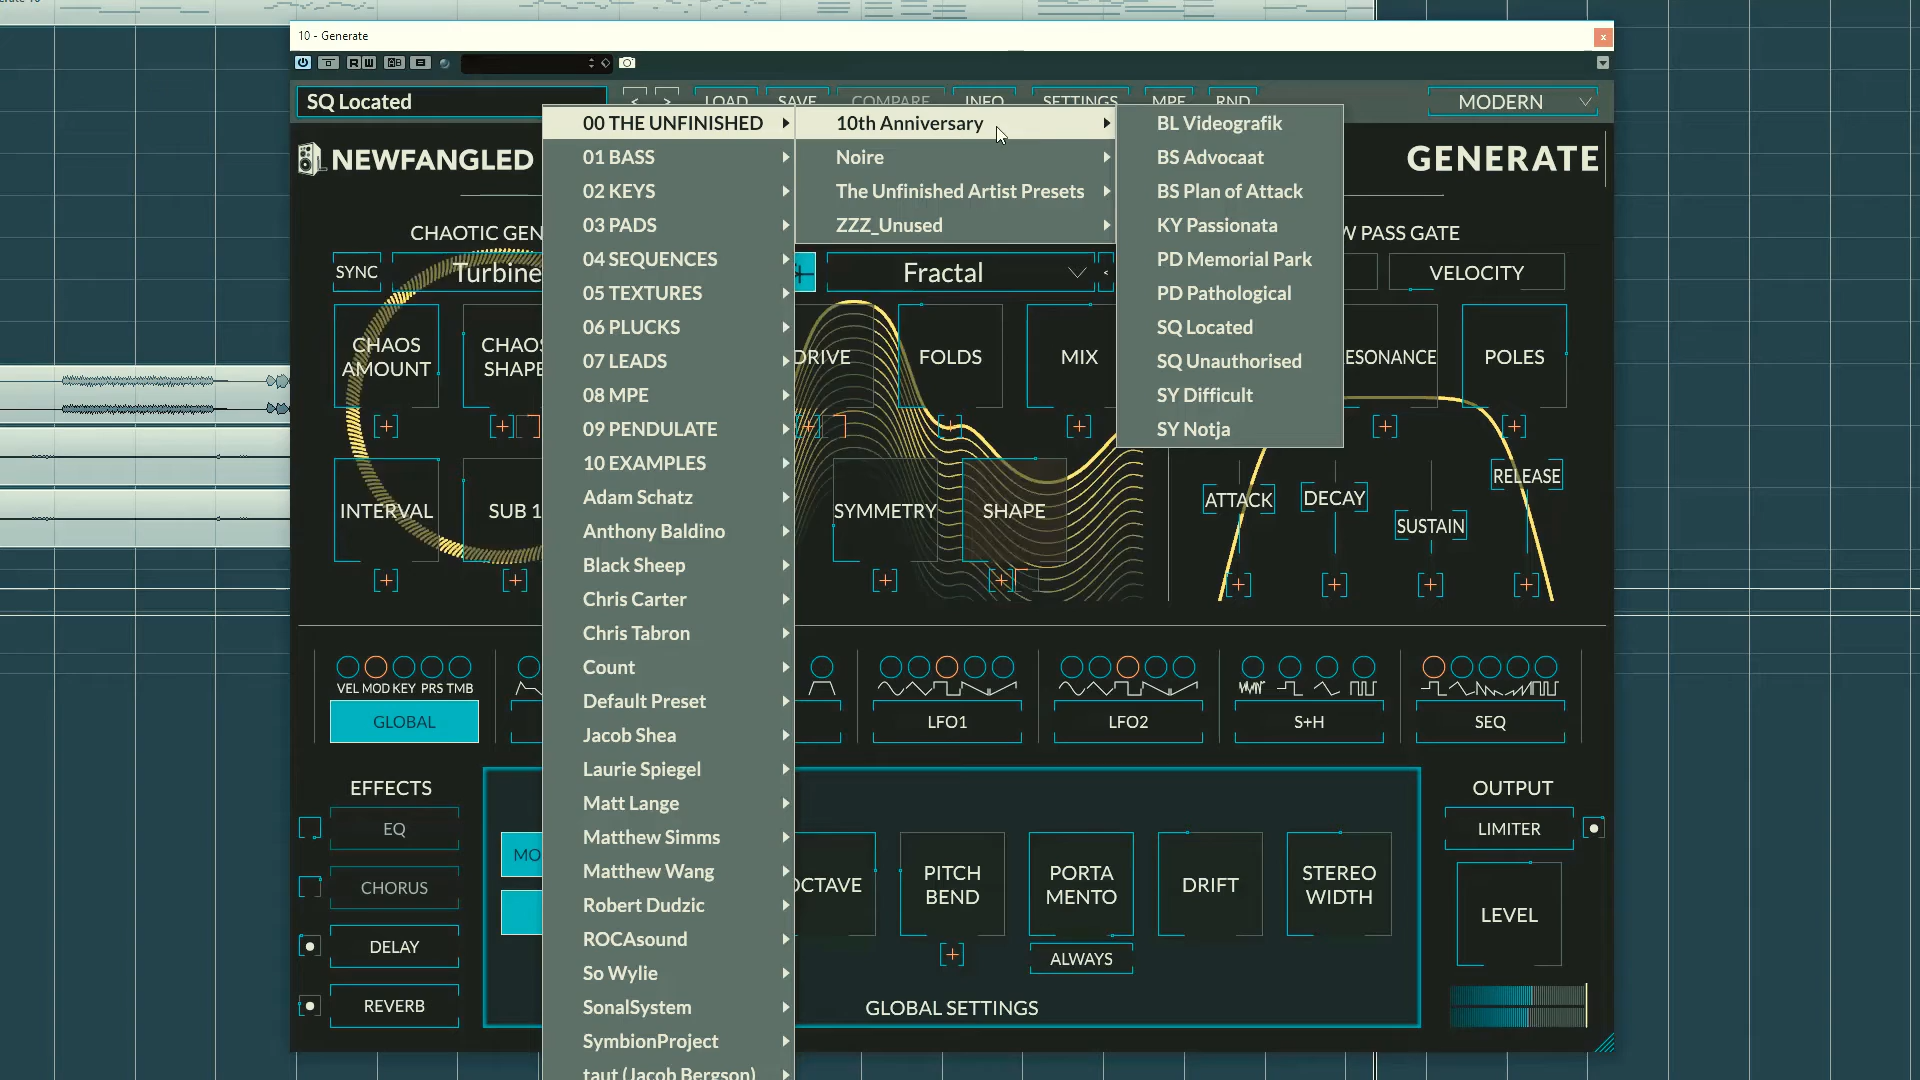 10 - Generate
SQ Located
< > LOAD SAVE COMPARE INFO SETTINGS MPE RND
MODERN
NEWFANGLED
GENERATE
00 THE UNFINISHED
01 BASS
02 KEYS
03 PADS
04 SEQUENCES
05 TEXTURES
06 PLUCKS
07 LEADS
08 MPE
09 PENDULATE
10 EXAMPLES
Adam Schatz
Anthony Baldino
Black Sheep
Chris Carter
Chris Tabron
Count
Default Preset
Jacob Shea
Laurie Spiegel
Matt Lange
Matthew Simms
Matthew Wang
Robert Dudzic
ROCAsound
So Wylie
SonalSystem
SymbionProject
taut (Jacob Bergson)
10th Anniversary
Noire
The Unfinished Artist Presets
ZZZ_Unused
BL Videografik
BS Advocaat
BS Plan of Attack
KY Passionata
PD Memorial Park
PD Pathological
SQ Located
SQ Unauthorised
SY Difficult
SY Notja
CHAOTIC GEN
W PASS GATE
SYNC
Turbine
Fractal
<
VELOCITY
CHAOS
AMOUNT
CHAOS
SHAPE
DRIVE
FOLDS
MIX
ESONANCE
POLES
INTERVAL
SUB 1
SYMMETRY
SHAPE
ATTACK
DECAY
SUSTAIN
RELEASE
VEL MOD KEY PRS TMB
GLOBAL
LFO1
LFO2
S+H
SEQ
EFFECTS
EQ
CHORUS
DELAY
REVERB
MO
OCTAVE
PITCH
BEND
PORTA
MENTO
ALWAYS
DRIFT
STEREO
WIDTH
GLOBAL SETTINGS
OUTPUT
LIMITER
LEVEL